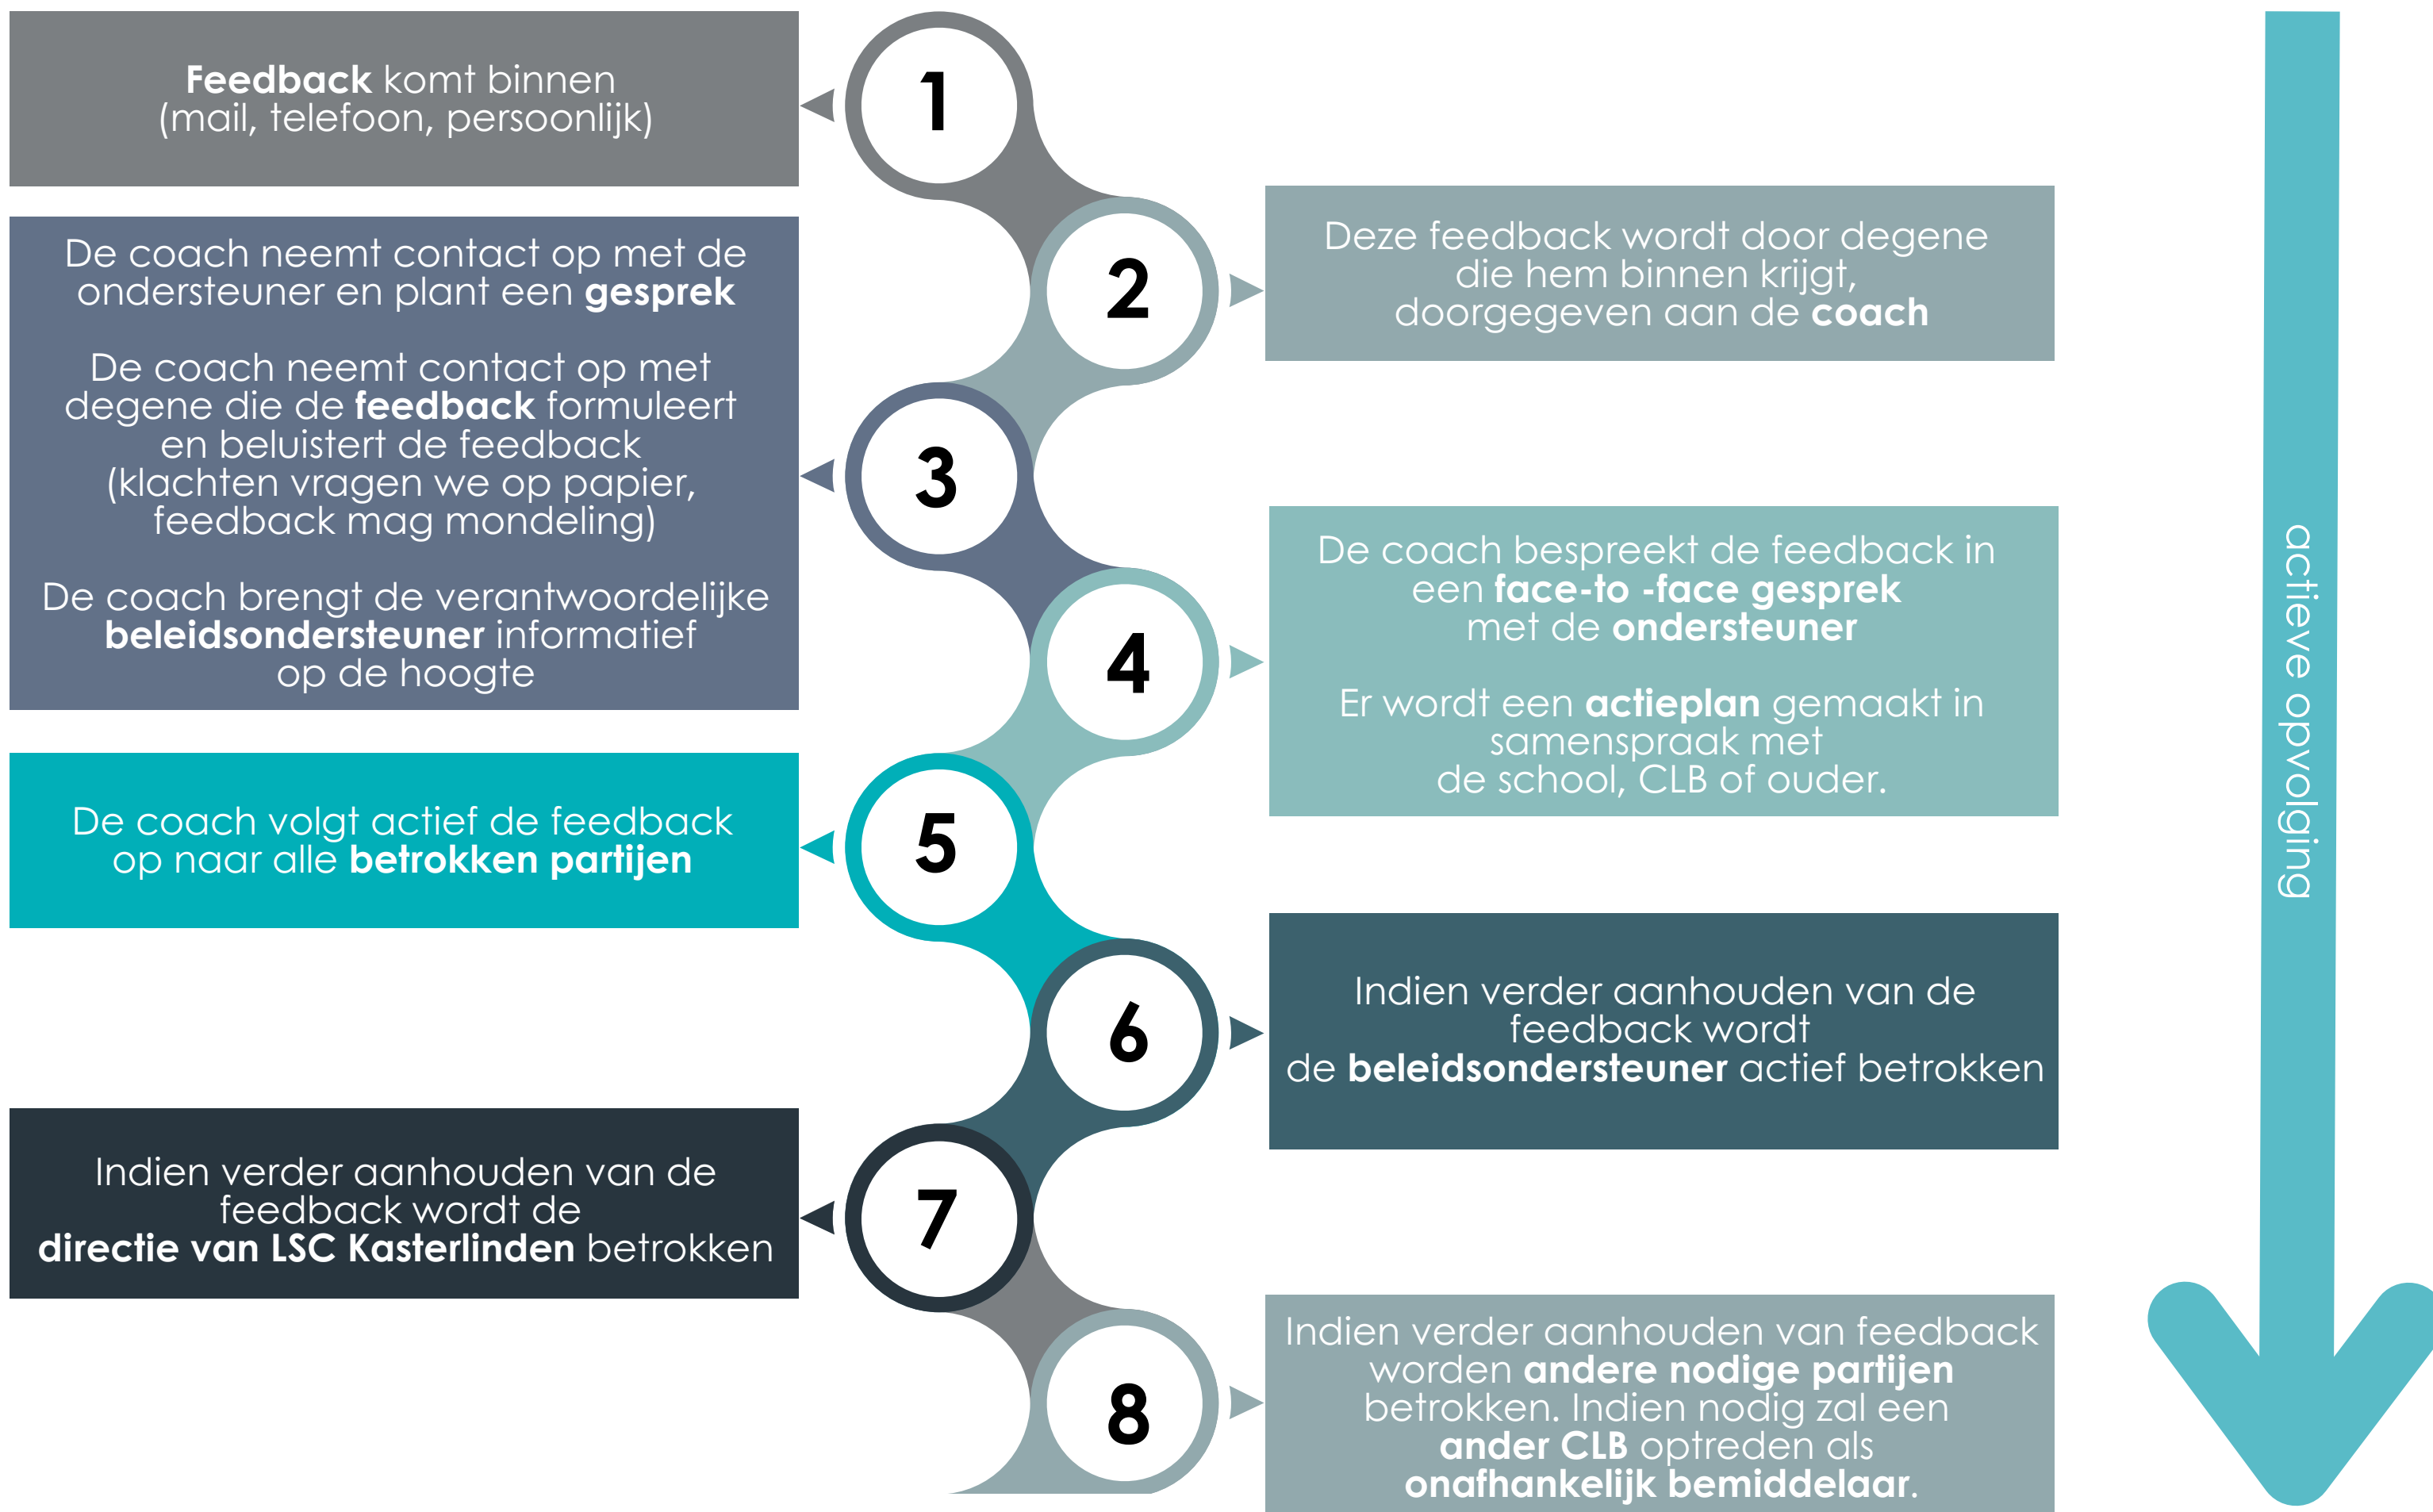 Feedback komt binnen
(mail, telefoon, persoonlijk)
1
2
Deze feedback wordt door degene
die hem binnen krijgt,
doorgegeven aan de coach
De coach neemt contact op met de
ondersteuner en plant een gesprek
De coach neemt contact op met
degene die de feedback formuleert
en beluistert de feedback
(klachten vragen we op papier,
feedback mag mondeling)
De coach brengt de verantwoordelijke
beleidsondersteuner informatief
op de hoogte
3
4
De coach bespreekt de feedback in
een face-to -face gesprek
met de ondersteuner
Er wordt een actieplan gemaakt in
samenspraak met
de school, CLB of ouder.
De coach volgt actief de feedback
op naar alle betrokken partijen
5
6
Indien verder aanhouden van de
feedback wordt
de beleidsondersteuner actief betrokken
Indien verder aanhouden van de
feedback wordt de
directie van LSC Kasterlinden betrokken
7
8
Indien verder aanhouden van feedback
worden andere nodige partijen
betrokken. Indien nodig zal een
ander CLB optreden als
onafhankelijk bemiddelaar.
actieve opvolging